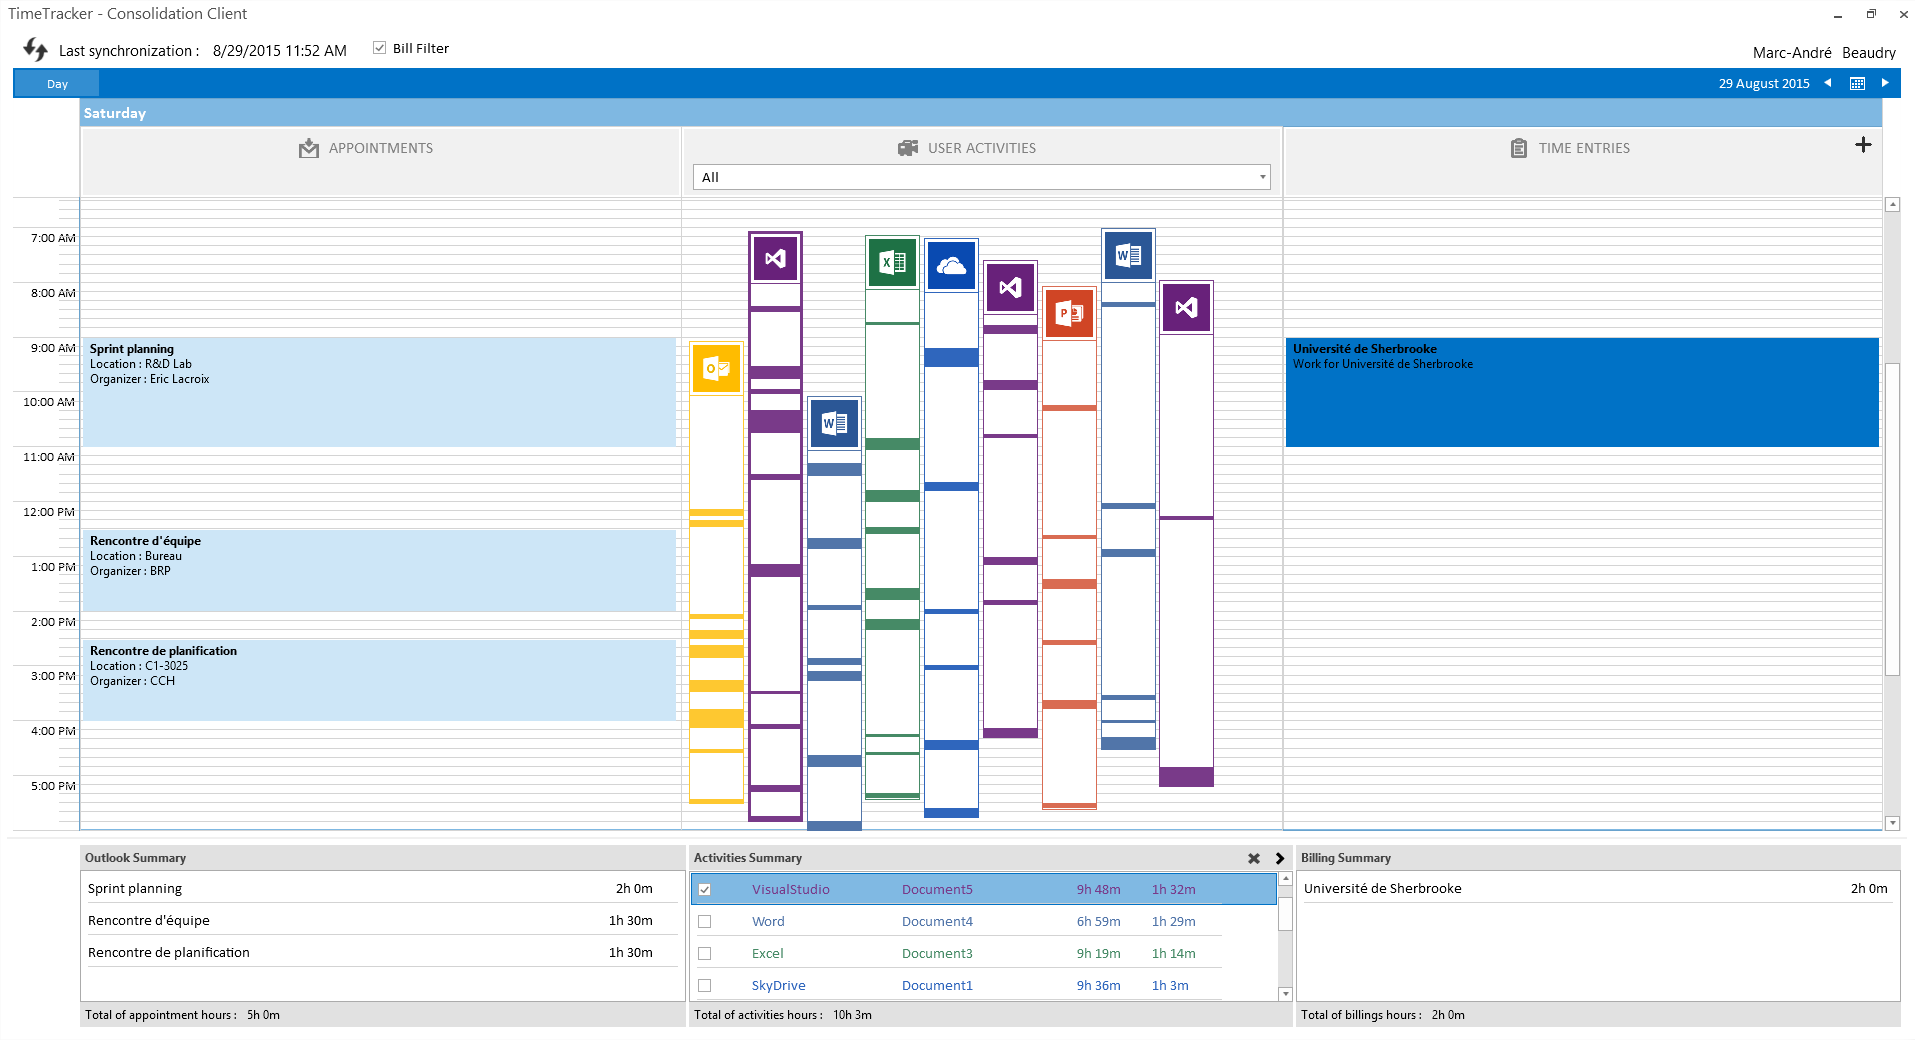 TimeTracker - Consolidation Client
Last synchronization : 8/29/2015 11:52 AM Bill Filter
Marc-André Beaudry
Day
29 August 2015
Saturday
APPOINTMENTS
USER ACTIVITIES
TIME ENTRIES
All
7:00 AM
8:00 AM
9:00 AM
10:00 AM
11:00 AM
12:00 PM
1:00 PM
2:00 PM
3:00 PM
4:00 PM
5:00 PM
Sprint planning
Location : R&D Lab
Organizer : Eric Lacroix
Rencontre d'équipe
Location : Bureau
Organizer : BRP
Rencontre de planification
Location : C1-3025
Organizer : CCH
Université de Sherbrooke
Work for Université de Sherbrooke
Outlook Summary
Sprint planning 2h 0m
Rencontre d'équipe 1h 30m
Rencontre de planification 1h 30m
Total of appointment hours : 5h 0m
Activities Summary
VisualStudio Document5 9h 48m 1h 32m
Word Document4 6h 59m 1h 29m
Excel Document3 9h 19m 1h 14m
SkyDrive Document1 9h 36m 1h 3m
Total of activities hours : 10h 3m
Billing Summary
Université de Sherbrooke 2h 0m
Total of billings hours : 2h 0m